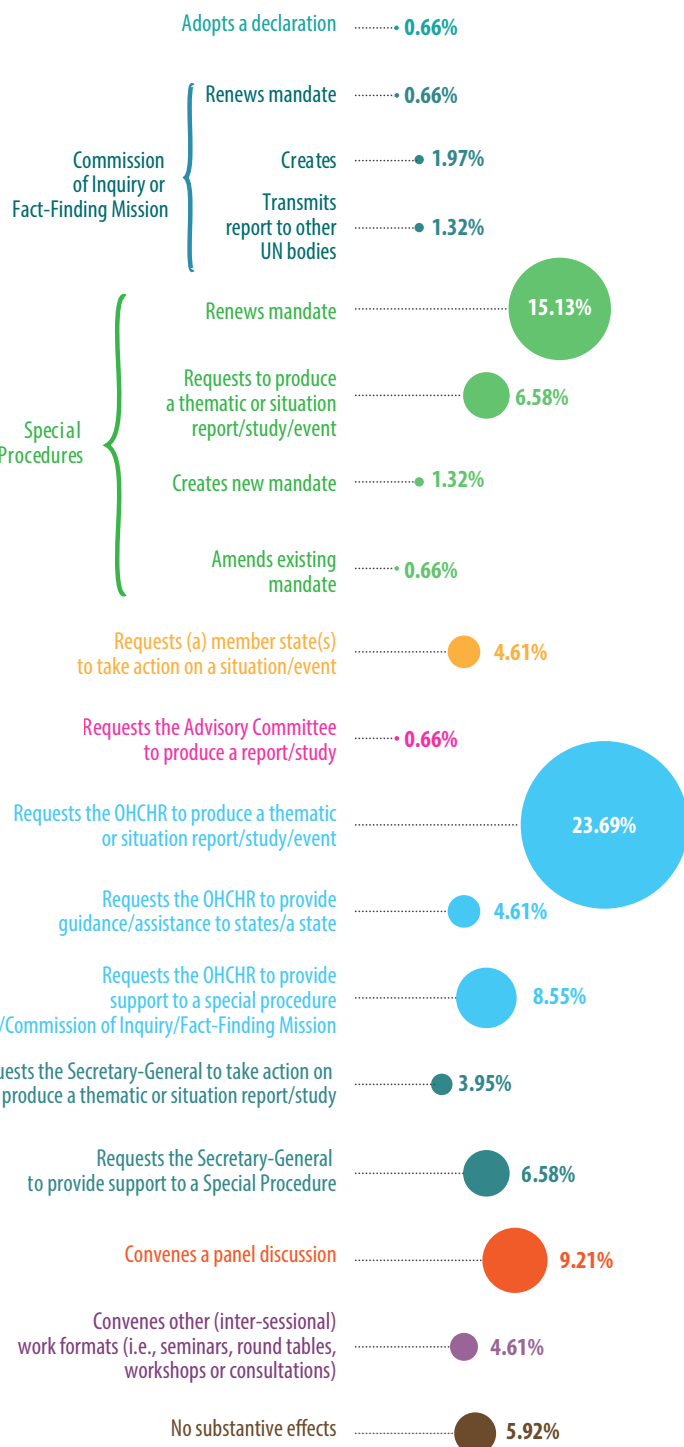 Adopts a declaration 0.66%
Commission
of Inquiry or
Fact-Finding Mission
Renews mandate 0.66%
Creates 1.97%
Transmits
report to other 1.32%
UN bodies
Special
Procedures
Renews mandate 15.13%
Requests to produce
a thematic or situation 6.58%
report/study/event
Creates new mandate 1.32%
Amends existing 0.66%
mandate
Requests (a) member state(s)
to take action on a situation/event 4.61%
Requests the Advisory Committee
to produce a report/study 0.66%
Requests the OHCHR to produce a thematic
or situation report/study/event 23.69%
Requests the OHCHR to provide
guidance/assistance to states/a state 4.61%
Requests the OHCHR to provide
support to a special procedure 8.55%
/Commission of Inquiry/Fact-Finding Mission
uests the Secretary-General to take action on
produce a thematic or situation report/study 3.95%
Requests the Secretary-General
to provide support to a Special Procedure 6.58%
Convenes a panel discussion 9.21%
Convenes other (inter-sessional)
work formats (i.e., seminars, round tables, 4.61%
workshops or consultations)
No substantive effects 5.92%